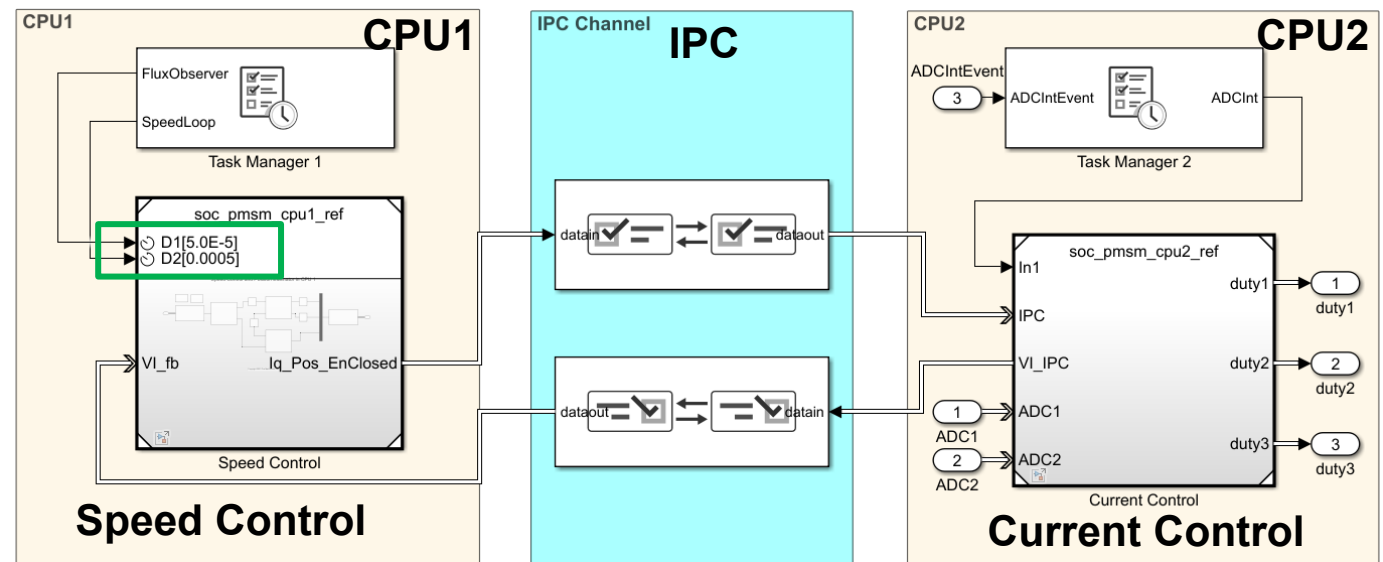 CPU1
CPU1
FluxObserver
SpeedLoop
Task Manager 1
soc_pmsm_cpu1_ref
D1[5.0E-5]
D2[0.0005]
VI_fb
Iq_Pos_EnClosed
Speed Control
Speed Control
IPC Channel
IPC
datain
dataout
dataout
datain
CPU2
CPU2
ADCIntEvent
3
ADCIntEvent
ADCInt
Task Manager 2
soc_pmsm_cpu2_ref
In1
IPC
VI_IPC
ADC1
ADC2
1
ADC1
2
ADC2
duty1
duty2
duty3
1
duty1
2
duty2
3
duty3
Current Control
Current Control